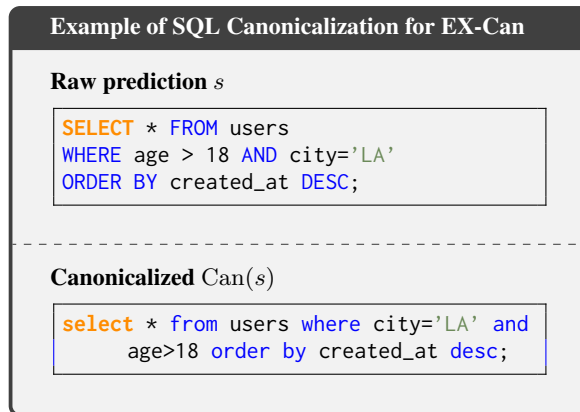 Example of SQL Canonicalization for EX-Can
Raw prediction s
SELECT * FROM users
WHERE age > 18 AND city='LA'
ORDER BY created_at DESC;
Canonicalized Can(s)
select * from users where city='LA' and
age>18 order by created_at desc;